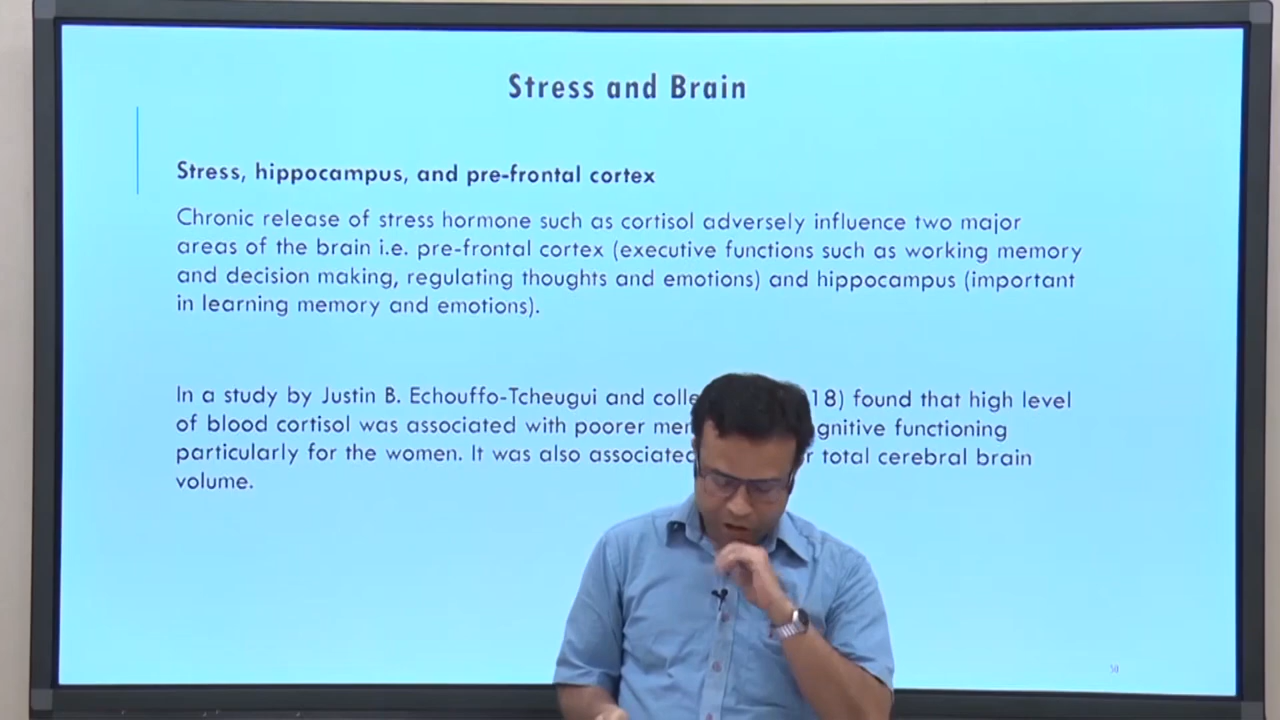 Stress and Brain
Stress, hippocampus, and pre-frontal cortex
Chronic release of stress hormone such as cortisol adversely influence two major
areas of the brain i.e. pre-frontal cortex (executive functions such as working memory
and decision making, regulating thoughts and emotions) and hippocampus (important
in learning memory and emotions).
In a study by Justin B. Echouffo-Tcheugui and colle 18) found that high level
of blood cortisol was associated with poorer mer gnitive functioning
particularly for the women. It was also associated r total cerebral brain
volume.